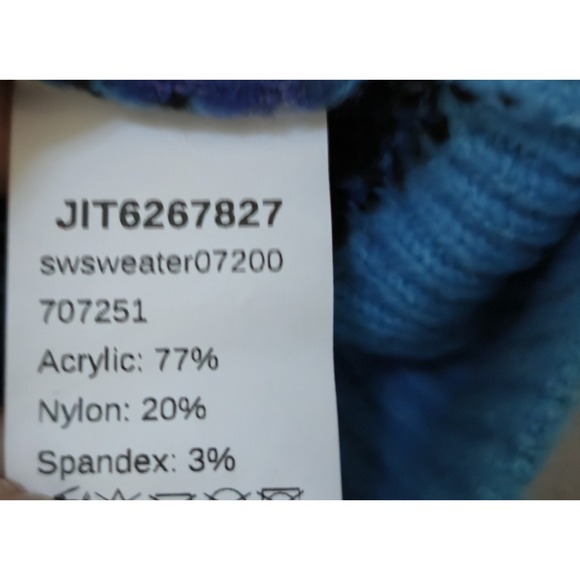 JIT6267827
swsweater07200
707251
Acrylic: 77%
Nylon: 20%
Spandex: 3%